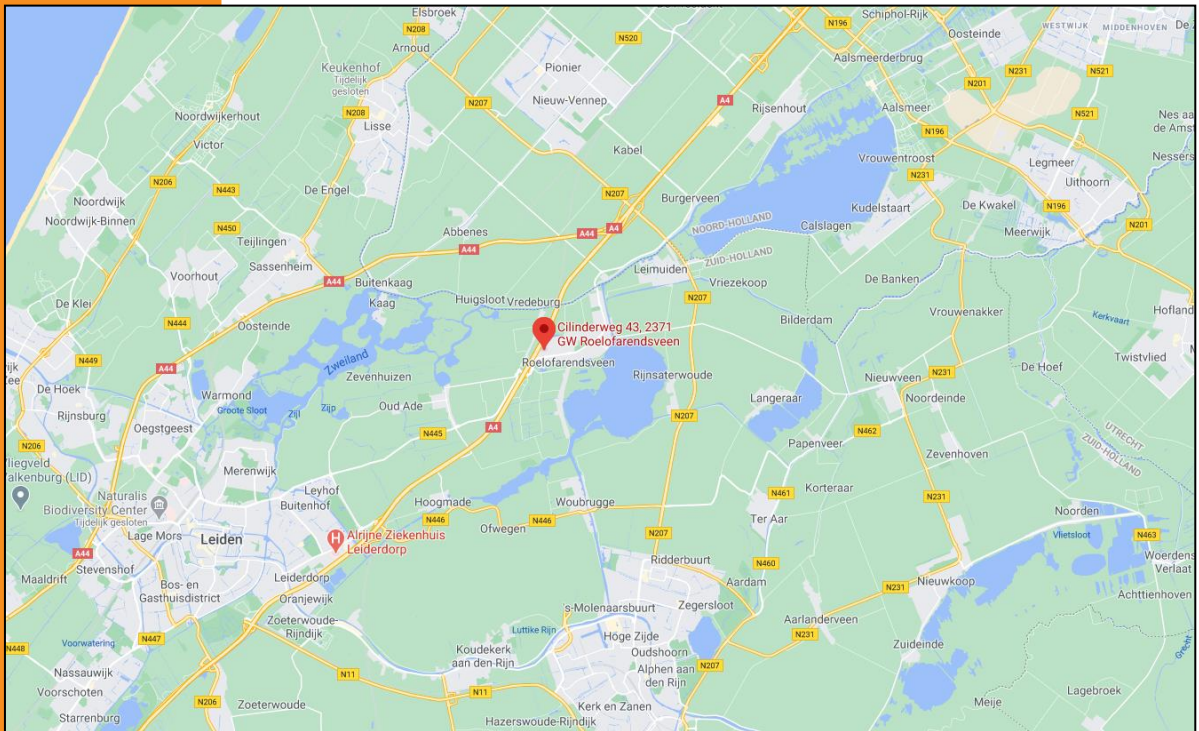 Elsbroek
N208
Arnoud
N520
Schiphol-Rijk
N196
Oosteinde
WESTWIJK
MIDDENHOVEN
De
Aalsmeerderbrug
Keukenhof
Tijdelijk
gesloten
Pionier
N231
N521
N201
N207
Nieuw-Vennep
A4
Rijsenhout
Aalsmeer
N208
Lisse
Noordwijkerhout
N196
N521
Nes aa
de Ams
Victor
Kabel
Vrouwentroost
Legmeer
Nessers
N206
N443
De Engel
N207
Burgerveen
N231
Uithoorn
Noordwijk
Noordwijk-Binnen
N450
Kudelstaart
De Kwakel
N196
Abbenes
A44
A4
NOORD-HOLLAND
Calslagen
Meerwijk
N201
Teijlingen
A44
ZUID-HOLLAND
Sassenheim
Leimuiden
Voorhout
A44
Buitenkaag
Vriezekoop
De Banken
Kaag
Huigsloot
Vredeburg
N207
De Klei
Vrouwenakker
Hofland
N444
Oosteinde
Cilinderweg 43, 2371
GW Roelofarendsveen
Bilderdam
Kerkvaart
Roelofarendsveen
Twistvlied
N449
Zweiland
A44
Zevenhuizen
Rijnsaterwoude
Nieuwveen
N231
De Hoef
De Hoek
Warmond
Langeraar
Noordeinde
Rijnsburg
Groote Sloot
Zijl
Zijp
Oud Ade
N207
Oegstgeest
A4
N462
UTRECHT
ZUID-HOLLAND
N206
N445
Papenveer
Zevenhoven
Merenwijk
(LID)
Naturalis
Biodiversity Center
Tijdelijk gesloten
Leyhof
Buitenhof
Hoogmade
Woubrugge
N461
Korteraar
N231
N446
Ofwegen
N446
Ter Aar
Noorden
Lage Mors
Leiden
Alrijne Ziekenhuis
Leiderdorp
N207
Vlietsloot
N463
A44
Stevenshof
Ridderbuurt
N460
Woerdens
Verlaat
Maaldrift
Leiderdorp
Aardam
Nieuwkoop
Bos- en
Gasthuisdistrict
N231
Achttienhoven
Oranjewijk
's-Molenaarsbuurt
Zegersloot
Zoeterwoude-
Rijndijk
Aarlanderveen
N447
Luttike Rijn
Hoge Zijde
N231
Voorwatering
N448
Koudekerk
aan den Rijn
Oudshoorn
Zuideinde
Grecht
Nassauwijk
N11
Alphen aan
den Rijn
N207
Voorschoten
N11
Lagebroek
N206
Zoeterwoude
Kerk en Zanen
Meije
Starrenburg
Hazerswoude-Rijndijk